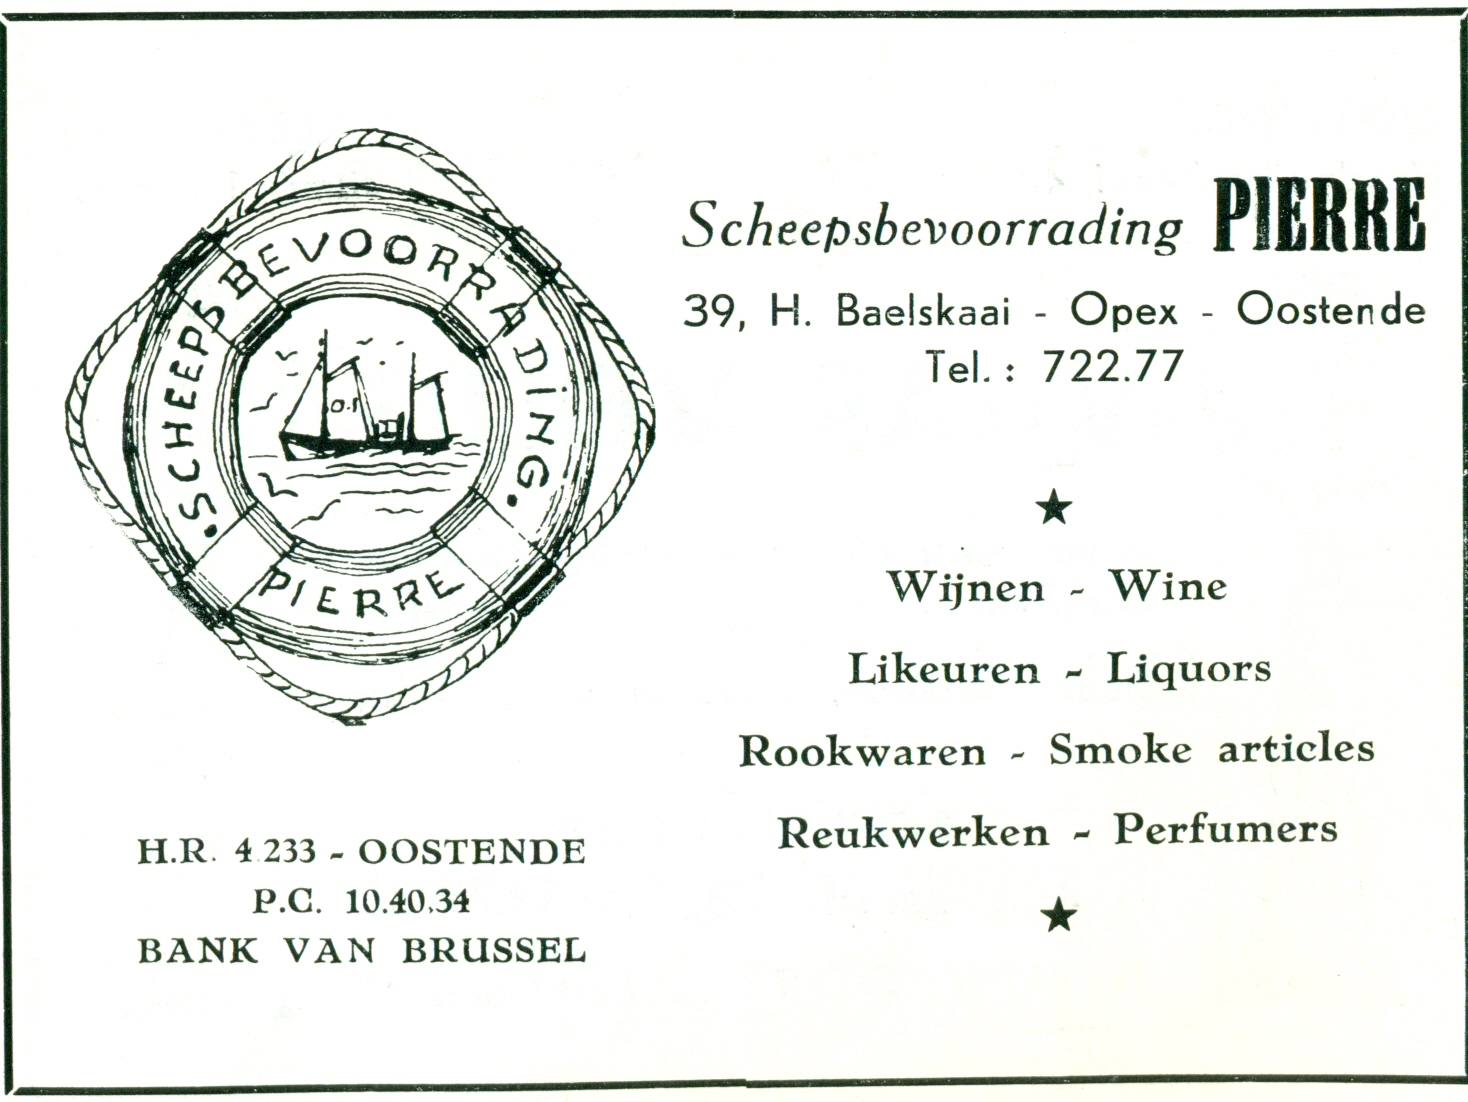 .SCHEEPSBEVOORRADiNG.
PIERRE
O.1
Scheepsbevoorrading PIERRE
39, H. Baelskaai - Opex - Oostende
Tel. : 722.77
★
Wijnen - Wine
Likeuren - Liquors
Rookwaren - Smoke articles
Reukwerken - Perfumers
★
H.R. 4.233 - OOSTENDE
P.C. 10.40.34
BANK VAN BRUSSEL